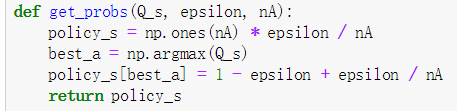 def get_probs(Q_s, epsilon, nA):
    policy_s = np.ones(nA) * epsilon / nA
    best_a = np.argmax(Q_s)
    policy_s[best_a] = 1 - epsilon + epsilon / nA
    return policy_s